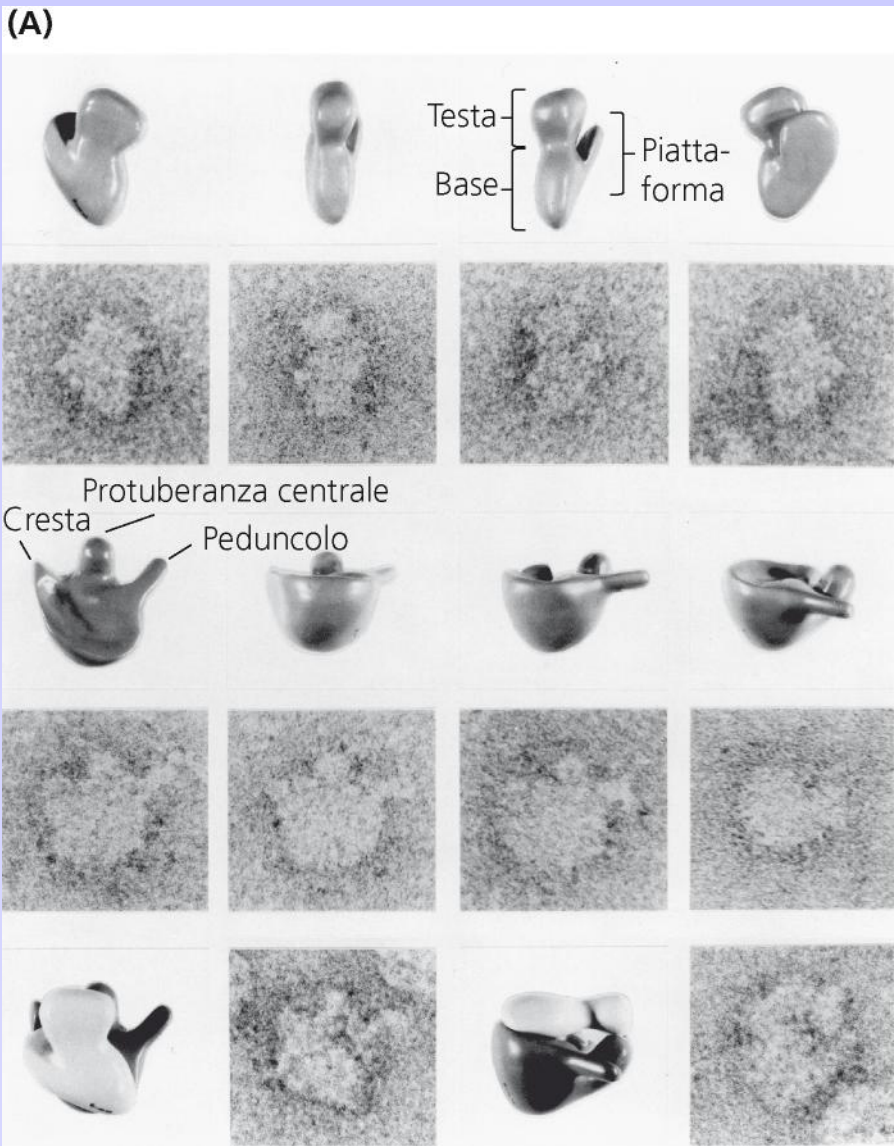 (A)
Testa
Base
Piatta-
forma
Protuberanza centrale
Cresta
Peduncolo